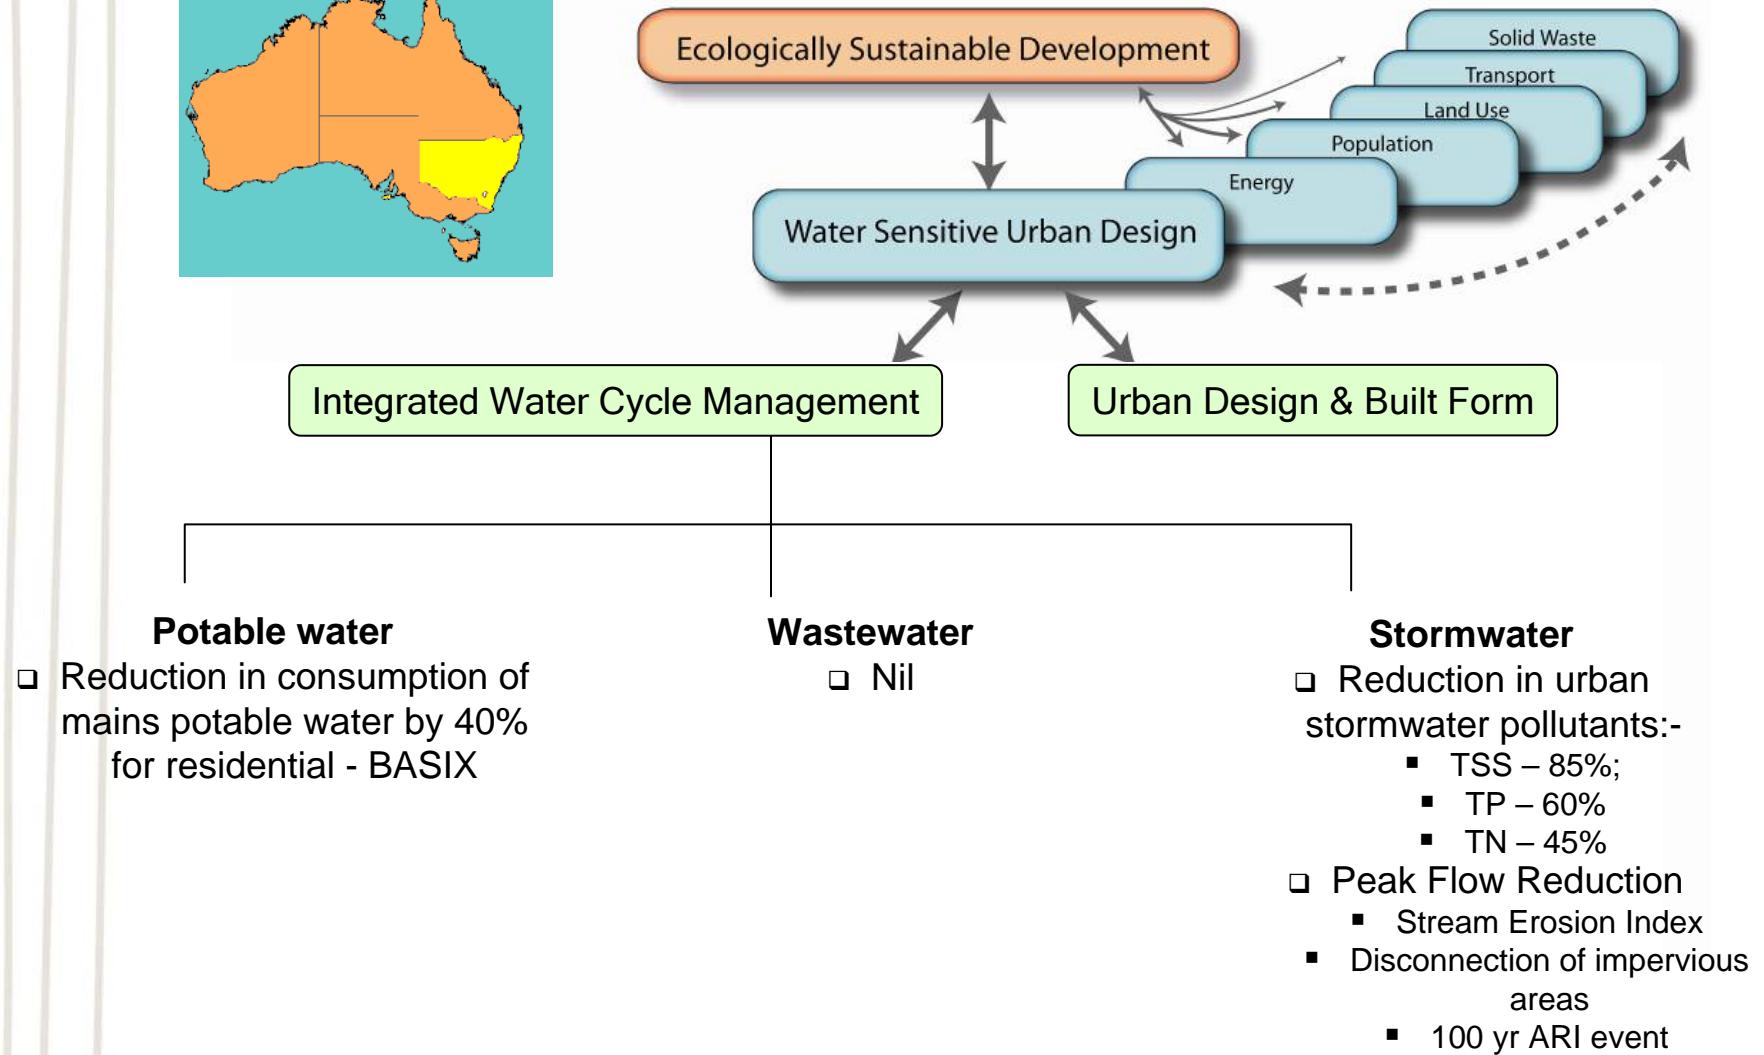 Ecologically Sustainable Development
Solid Waste
Transport
Land Use
Population
Energy
Water Sensitive Urban Design
Integrated Water Cycle Management
Urban Design & Built Form
Potable water
❑ Reduction in consumption of
mains potable water by 40%
for residential - BASIX
Wastewater
❑ Nil
Stormwater
❑ Reduction in urban
stormwater pollutants:-
▪ TSS – 85%;
▪ TP – 60%
▪ TN – 45%
❑ Peak Flow Reduction
▪ Stream Erosion Index
▪ Disconnection of impervious
areas
▪ 100 yr ARI event